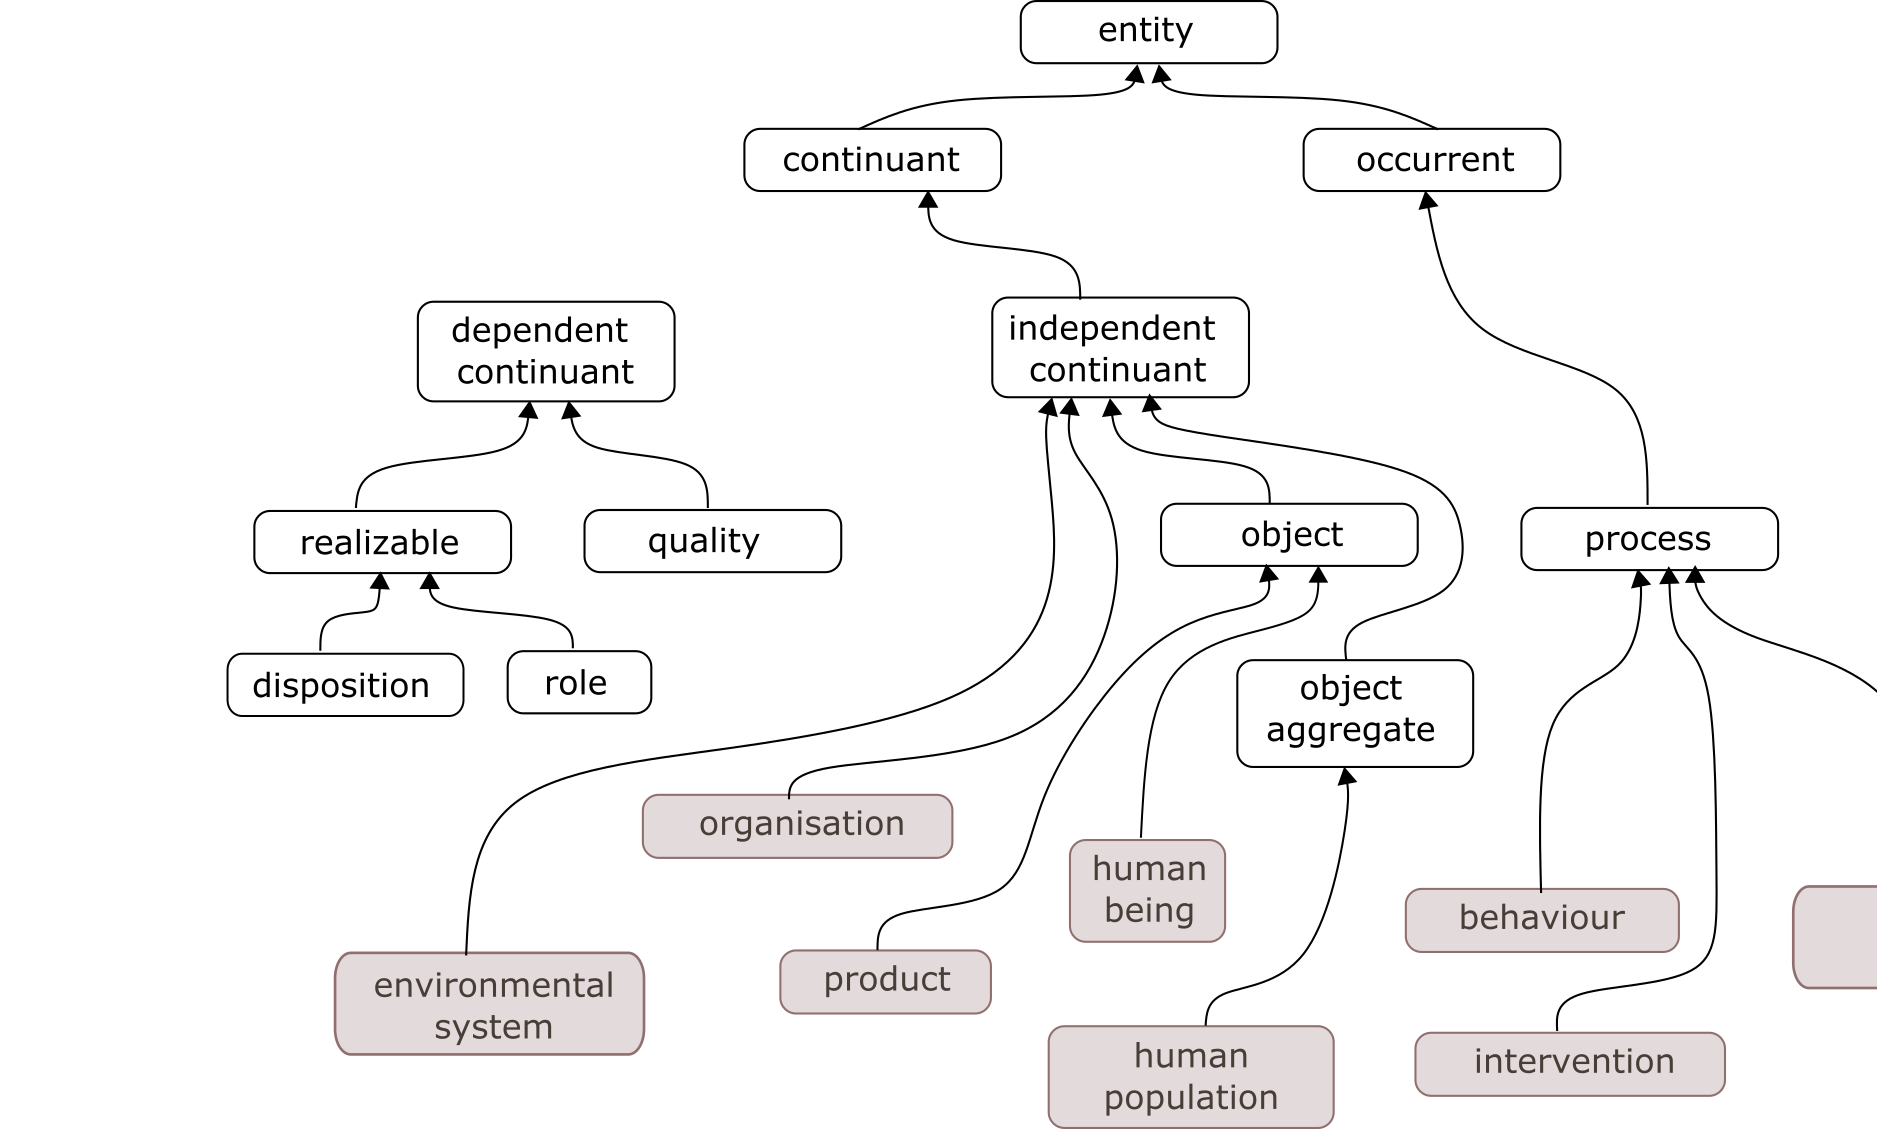 entity
continuant
occurrent
dependent
continuant
independent
continuant
realizable
quality
object
process
disposition
role
object
aggregate
organisation
human
being
behaviour
environmental
system
product
human
population
intervention